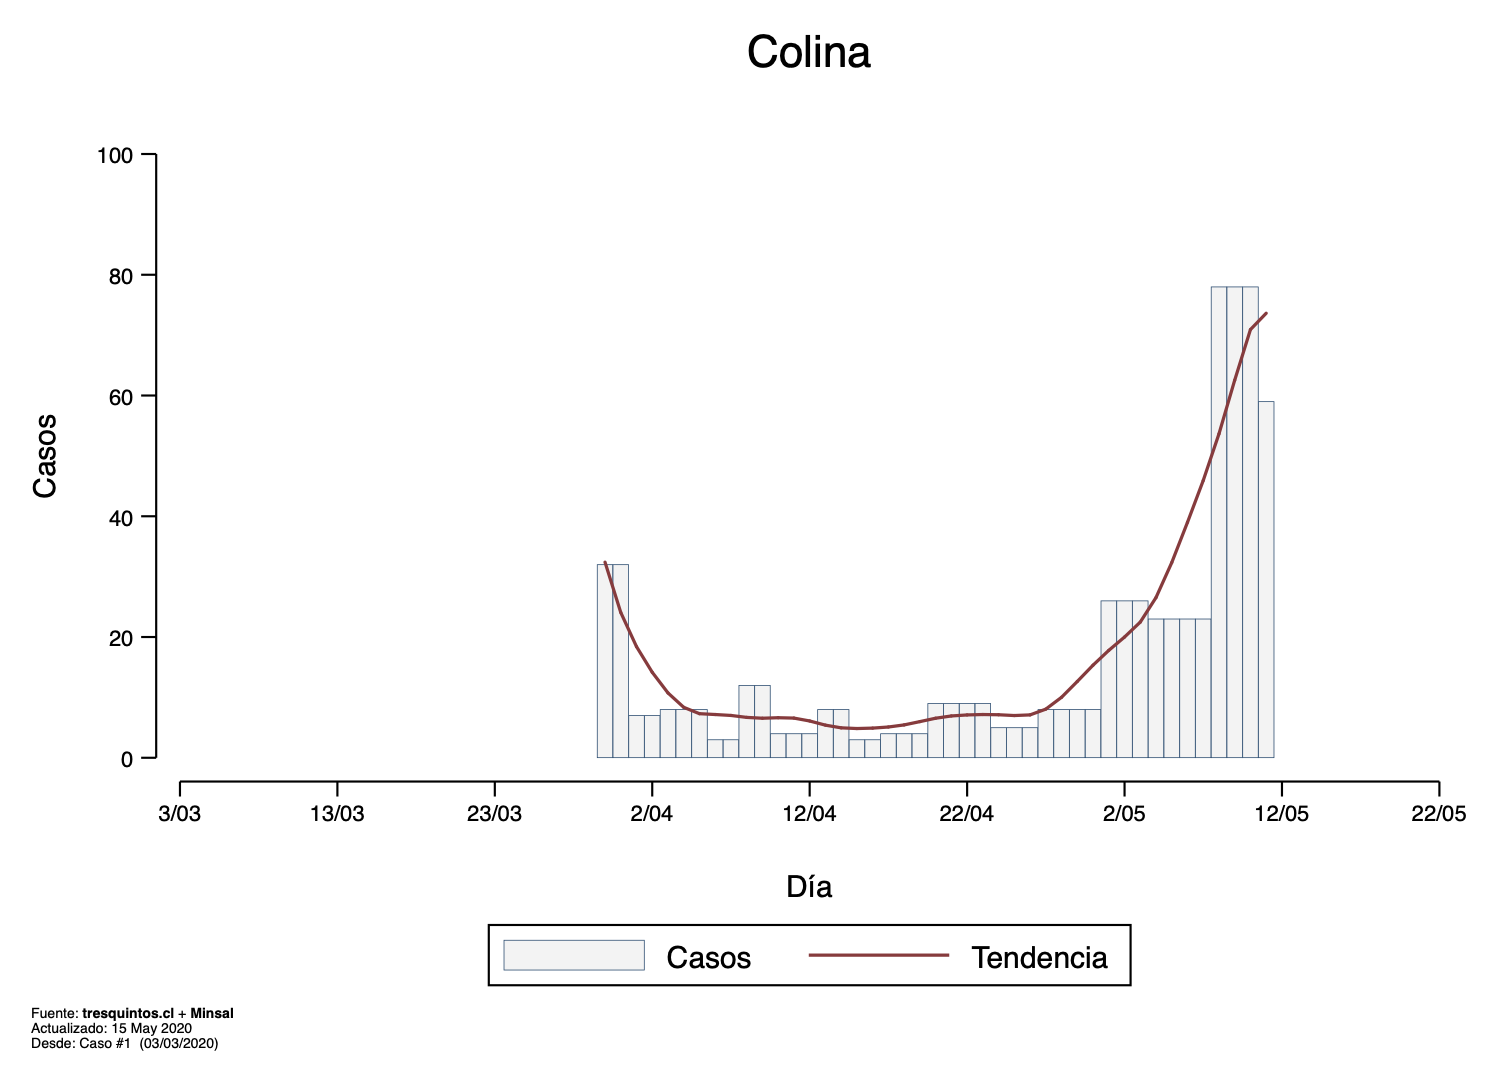 Colina
100
80
60
40
20
0
Casos
3/03 13/03 23/03 2/04 12/04 22/04 2/05 12/05 22/05
Día
Casos Tendencia
Fuente: tresquintos.cl + Minsal
Actualizado: 15 May 2020
Desde: Caso #1 (03/03/2020)